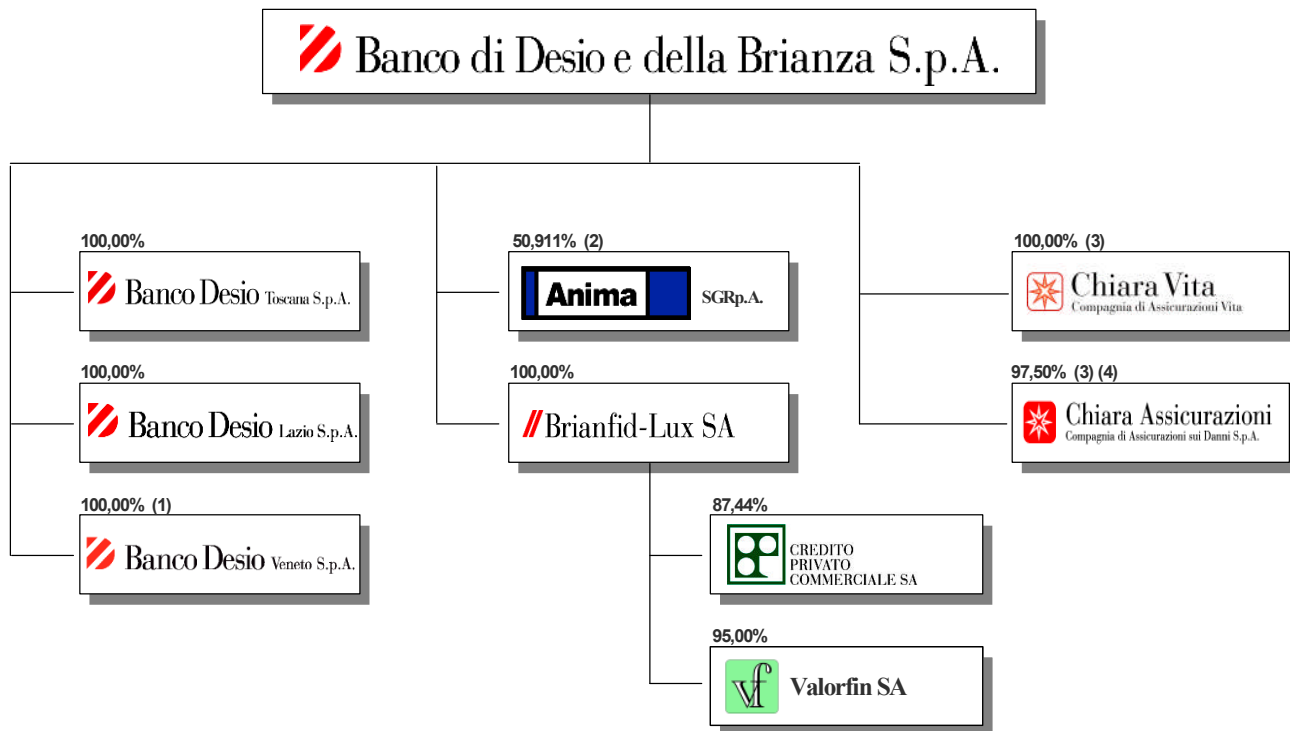 Banco di Desio e della Brianza S.p.A.
100,00%
Banco Desio Toscana S.p.A.
100,00%
Banco Desio Lazio S.p.A.
100,00% (1)
Banco Desio Veneto S.p.A.
50,911% (2)
Anima SGRp.A.
100,00%
Brianfid-Lux SA
87,44%
CREDITO
PRIVATO
COMMERCIALE SA
95,00%
vf Valorfin SA
100,00% (3)
Chiara Vita
Compagnia di Assicurazioni Vita
97,50% (3) (4)
Chiara Assicurazioni
Compagnia di Assicurazioni sui Danni S.p.A.